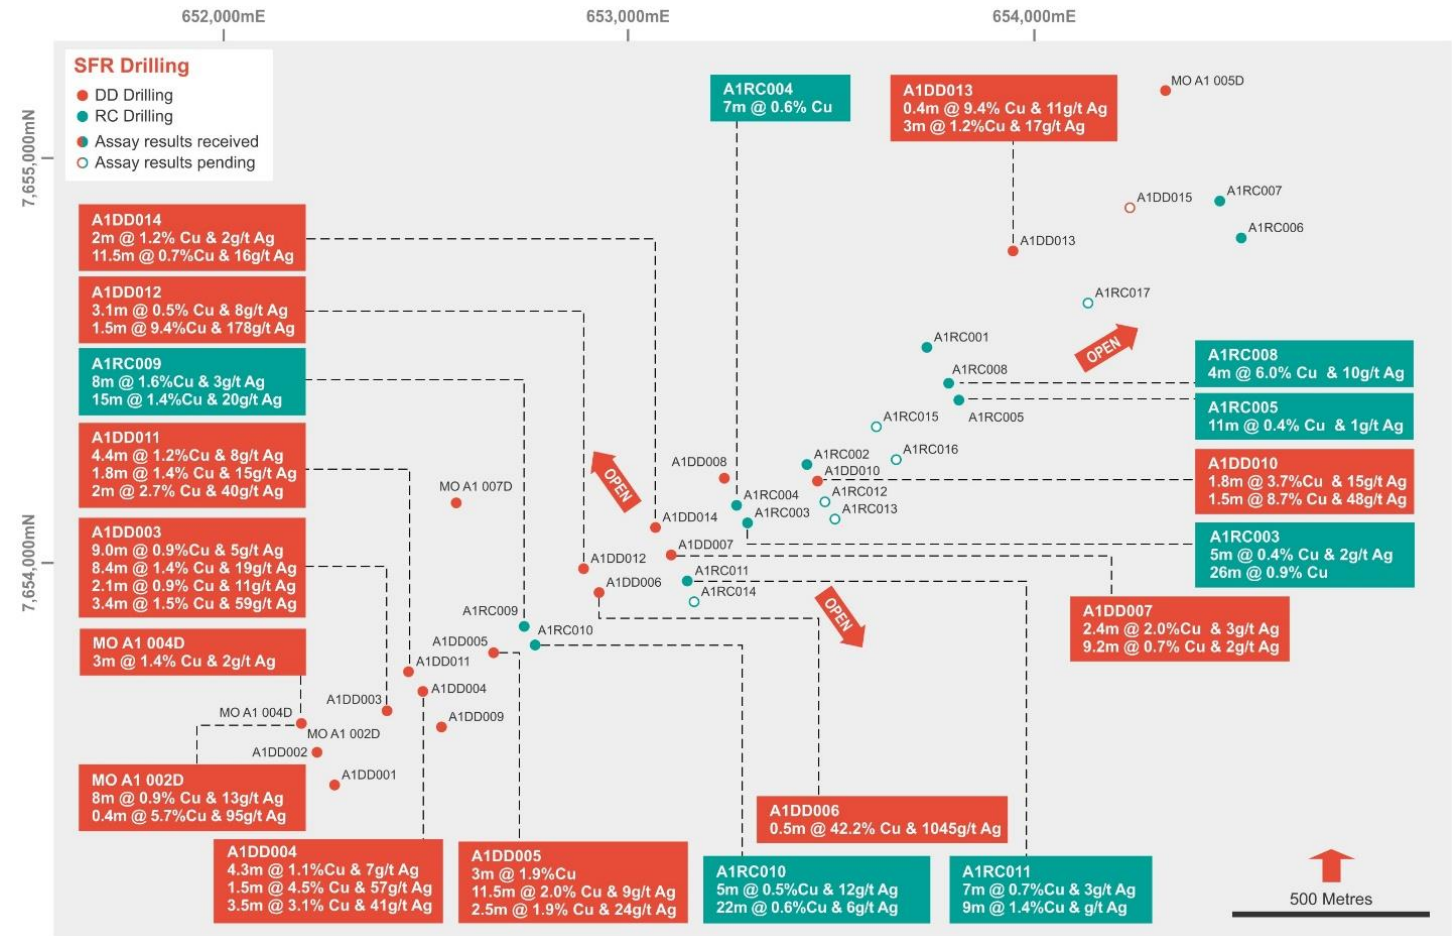 652,000mE
653,000mE
654,000mE
7,655,000mN
7,654,000mN
SFR Drilling
DD Drilling
RC Drilling
Assay results received
Assay results pending
A1RC004
7m @ 0.6% Cu
A1DD013
0.4m @ 9.4% Cu & 11g/t Ag
3m @ 1.2%Cu & 17g/t Ag
MO A1 005D
A1DD015
A1RC007
A1RC006
A1DD013
A1RC017
OPEN
A1DD014
2m @ 1.2% Cu & 2g/t Ag
11.5m @ 0.7%Cu & 16g/t Ag
A1DD012
3.1m @ 0.5% Cu & 8g/t Ag
1.5m @ 9.4%Cu & 178g/t Ag
A1RC009
8m @ 1.6%Cu & 3g/t Ag
15m @ 1.4%Cu & 20g/t Ag
A1DD011
4.4m @ 1.2%Cu & 8g/t Ag
1.8m @ 1.4% Cu & 15g/t Ag
2m @ 2.7% Cu & 40g/t Ag
A1DD003
9.0m @ 0.9%Cu & 5g/t Ag
8.4m @ 1.4% Cu & 19g/t Ag
2.1m @ 0.9% Cu & 11g/t Ag
3.4m @ 1.5% Cu & 59g/t Ag
MO A1 004D
3m @ 1.4% Cu & 2g/t Ag
MO A1 002D
8m @ 0.9% Cu & 13g/t Ag
0.4m @ 5.7%Cu & 95g/t Ag
A1RC001
A1RC008
A1RC005
A1RC015
A1RC016
A1RC002
A1DD010
A1RC012
A1RC013
A1DD008
A1RC004
A1RC003
OPEN
MO A1 007D
A1DD014
A1DD007
A1DD012
A1RC011
A1DD006
A1RC014
OPEN
A1RC009
A1RC010
A1DD005
A1DD011
A1DD004
A1DD003
A1DD009
MO A1 004D
MO A1 002D
A1DD002
A1DD001
A1RC008
4m @ 6.0% Cu & 10g/t Ag
A1RC005
11m @ 0.4% Cu & 1g/t Ag
A1DD010
1.8m @ 3.7%Cu & 15g/t Ag
1.5m @ 8.7% Cu & 48g/t Ag
A1RC003
5m @ 0.4% Cu & 2g/t Ag
26m @ 0.9% Cu
A1DD007
2.4m @ 2.0%Cu & 3g/t Ag
9.2m @ 0.7% Cu & 2g/t Ag
A1DD006
0.5m @ 42.2% Cu & 1045g/t Ag
A1DD004
4.3m @ 1.1%Cu & 7g/t Ag
1.5m @ 4.5% Cu & 57g/t Ag
3.5m @ 3.1% Cu & 41g/t Ag
A1DD005
3m @ 1.9%Cu
11.5m @ 2.0% Cu & 9g/t Ag
2.5m @ 1.9% Cu & 24g/t Ag
A1RC010
5m @ 0.5%Cu & 12g/t Ag
22m @ 0.6%Cu & 6g/t Ag
A1RC011
7m @ 0.7%Cu & 3g/t Ag
9m @ 1.4%Cu & g/t Ag
500 Metres